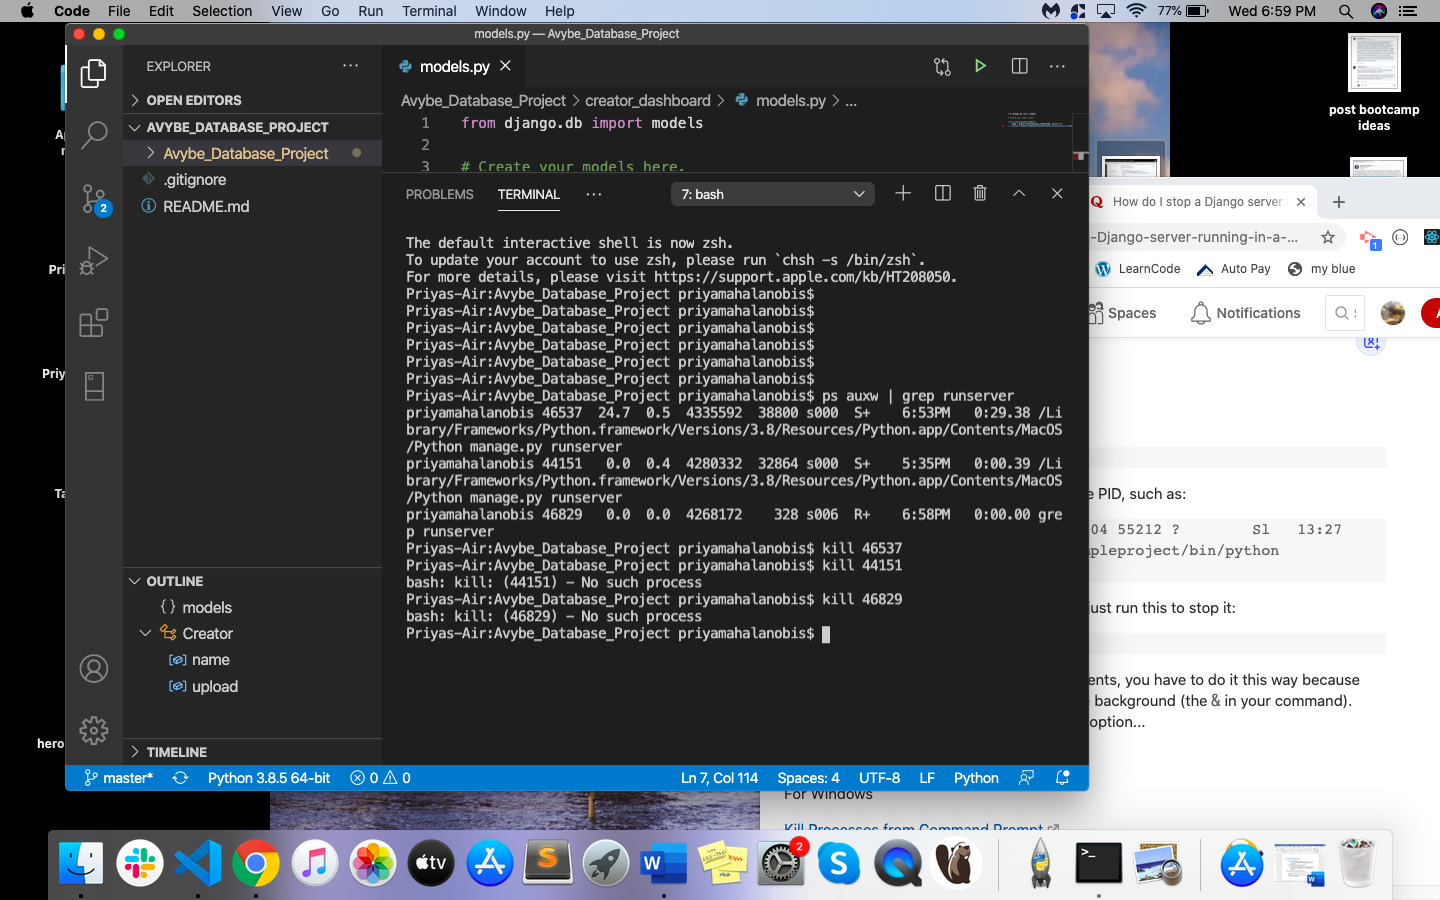 Code File Edit Selection View Go Run Terminal Window Help 77% Wed 6:59 PM
models.py — Avybe_Database_Project
EXPLORER
OPEN EDITORS
AVYBE_DATABASE_PROJECT
Avybe_Database_Project
.gitignore
README.md
OUTLINE
{} models
Creator
name
upload
TIMELINE
models.py
Avybe_Database_Project > creator_dashboard > models.py > ...
1 from django.db import models
2
3 # Create your models here.
PROBLEMS TERMINAL ... 7: bash
The default interactive shell is now zsh.
To update your account to use zsh, please run `chsh -s /bin/zsh`.
For more details, please visit https://support.apple.com/kb/HT208050.
Priyas-Air:Avybe_Database_Project priyamahalanobis$
Priyas-Air:Avybe_Database_Project priyamahalanobis$
Priyas-Air:Avybe_Database_Project priyamahalanobis$
Priyas-Air:Avybe_Database_Project priyamahalanobis$
Priyas-Air:Avybe_Database_Project priyamahalanobis$
Priyas-Air:Avybe_Database_Project priyamahalanobis$
Priyas-Air:Avybe_Database_Project priyamahalanobis$ ps auxw | grep runserver
priyamahalanobis 46537 24.7 0.5 4335592 38800 s000 S+ 6:53PM 0:29.38 /Li
brary/Frameworks/Python.framework/Versions/3.8/Resources/Python.app/Contents/MacOS
/Python manage.py runserver
priyamahalanobis 44151 0.0 0.4 4280332 32864 s000 S+ 5:35PM 0:00.39 /Li
brary/Frameworks/Python.framework/Versions/3.8/Resources/Python.app/Contents/MacOS
/Python manage.py runserver
priyamahalanobis 46829 0.0 0.0 4268172 328 s006 R+ 6:58PM 0:00.00 gre
p runserver
Priyas-Air:Avybe_Database_Project priyamahalanobis$ kill 46537
Priyas-Air:Avybe_Database_Project priyamahalanobis$ kill 44151
bash: kill: (44151) - No such process
Priyas-Air:Avybe_Database_Project priyamahalanobis$ kill 46829
bash: kill: (46829) - No such process
Priyas-Air:Avybe_Database_Project priyamahalanobis$
2
master* Python 3.8.5 64-bit 0 0 Ln 7, Col 114 Spaces: 4 UTF-8 LF Python
post bootcamp
ideas
Q How do I stop a Django server
-Django-server-running-in-a-... 1
LearnCode Auto Pay my blue
Spaces Notifications
PID, such as:
04 55212 ? Sl 13:27
mpleproject/bin/python
just run this to stop it:
ents, you have to do it this way because
background (the & in your command).
option...
For Windows
Kill Processes from Command Prompt
Pri
Priy
Ta
hero
tv
S
W
2
S
>_
W